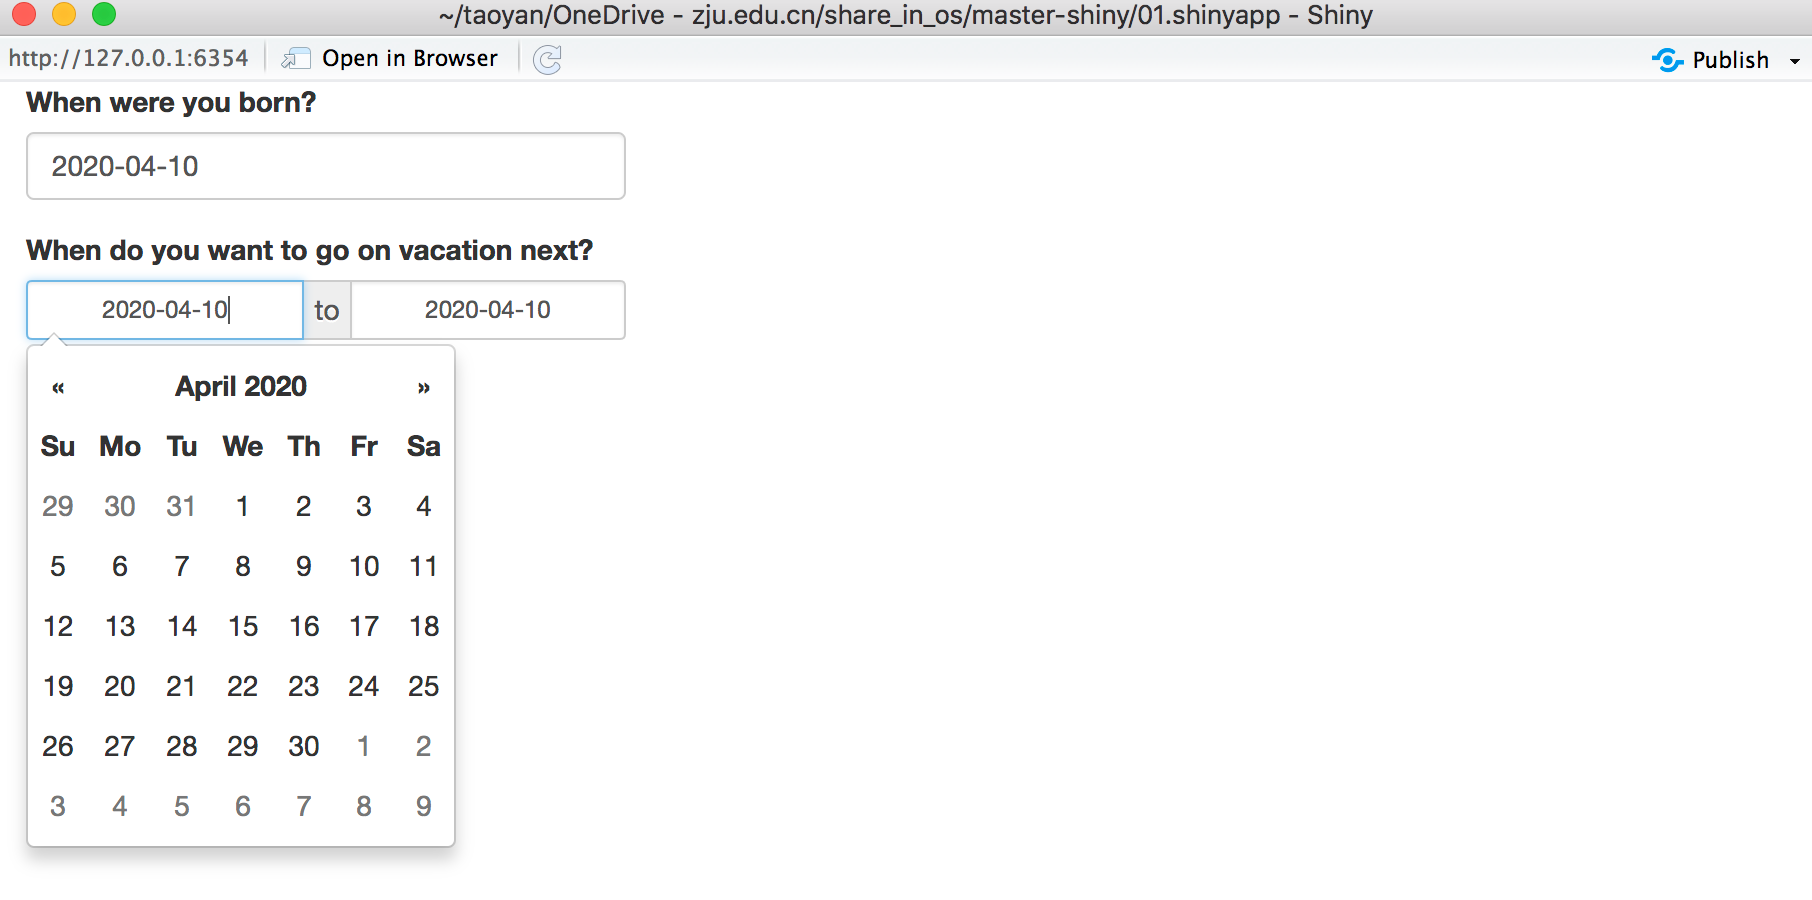 ~/taoyan/OneDrive - zju.edu.cn/share_in_os/master-shiny/01.shinyapp - Shiny
http://127.0.0.1:6354 Open in Browser Publish
When were you born?
2020-04-10
When do you want to go on vacation next?
2020-04-10 to 2020-04-10
« April 2020 »
Su Mo Tu We Th Fr Sa
29 30 31 1 2 3 4
5 6 7 8 9 10 11
12 13 14 15 16 17 18
19 20 21 22 23 24 25
26 27 28 29 30 1 2
3 4 5 6 7 8 9